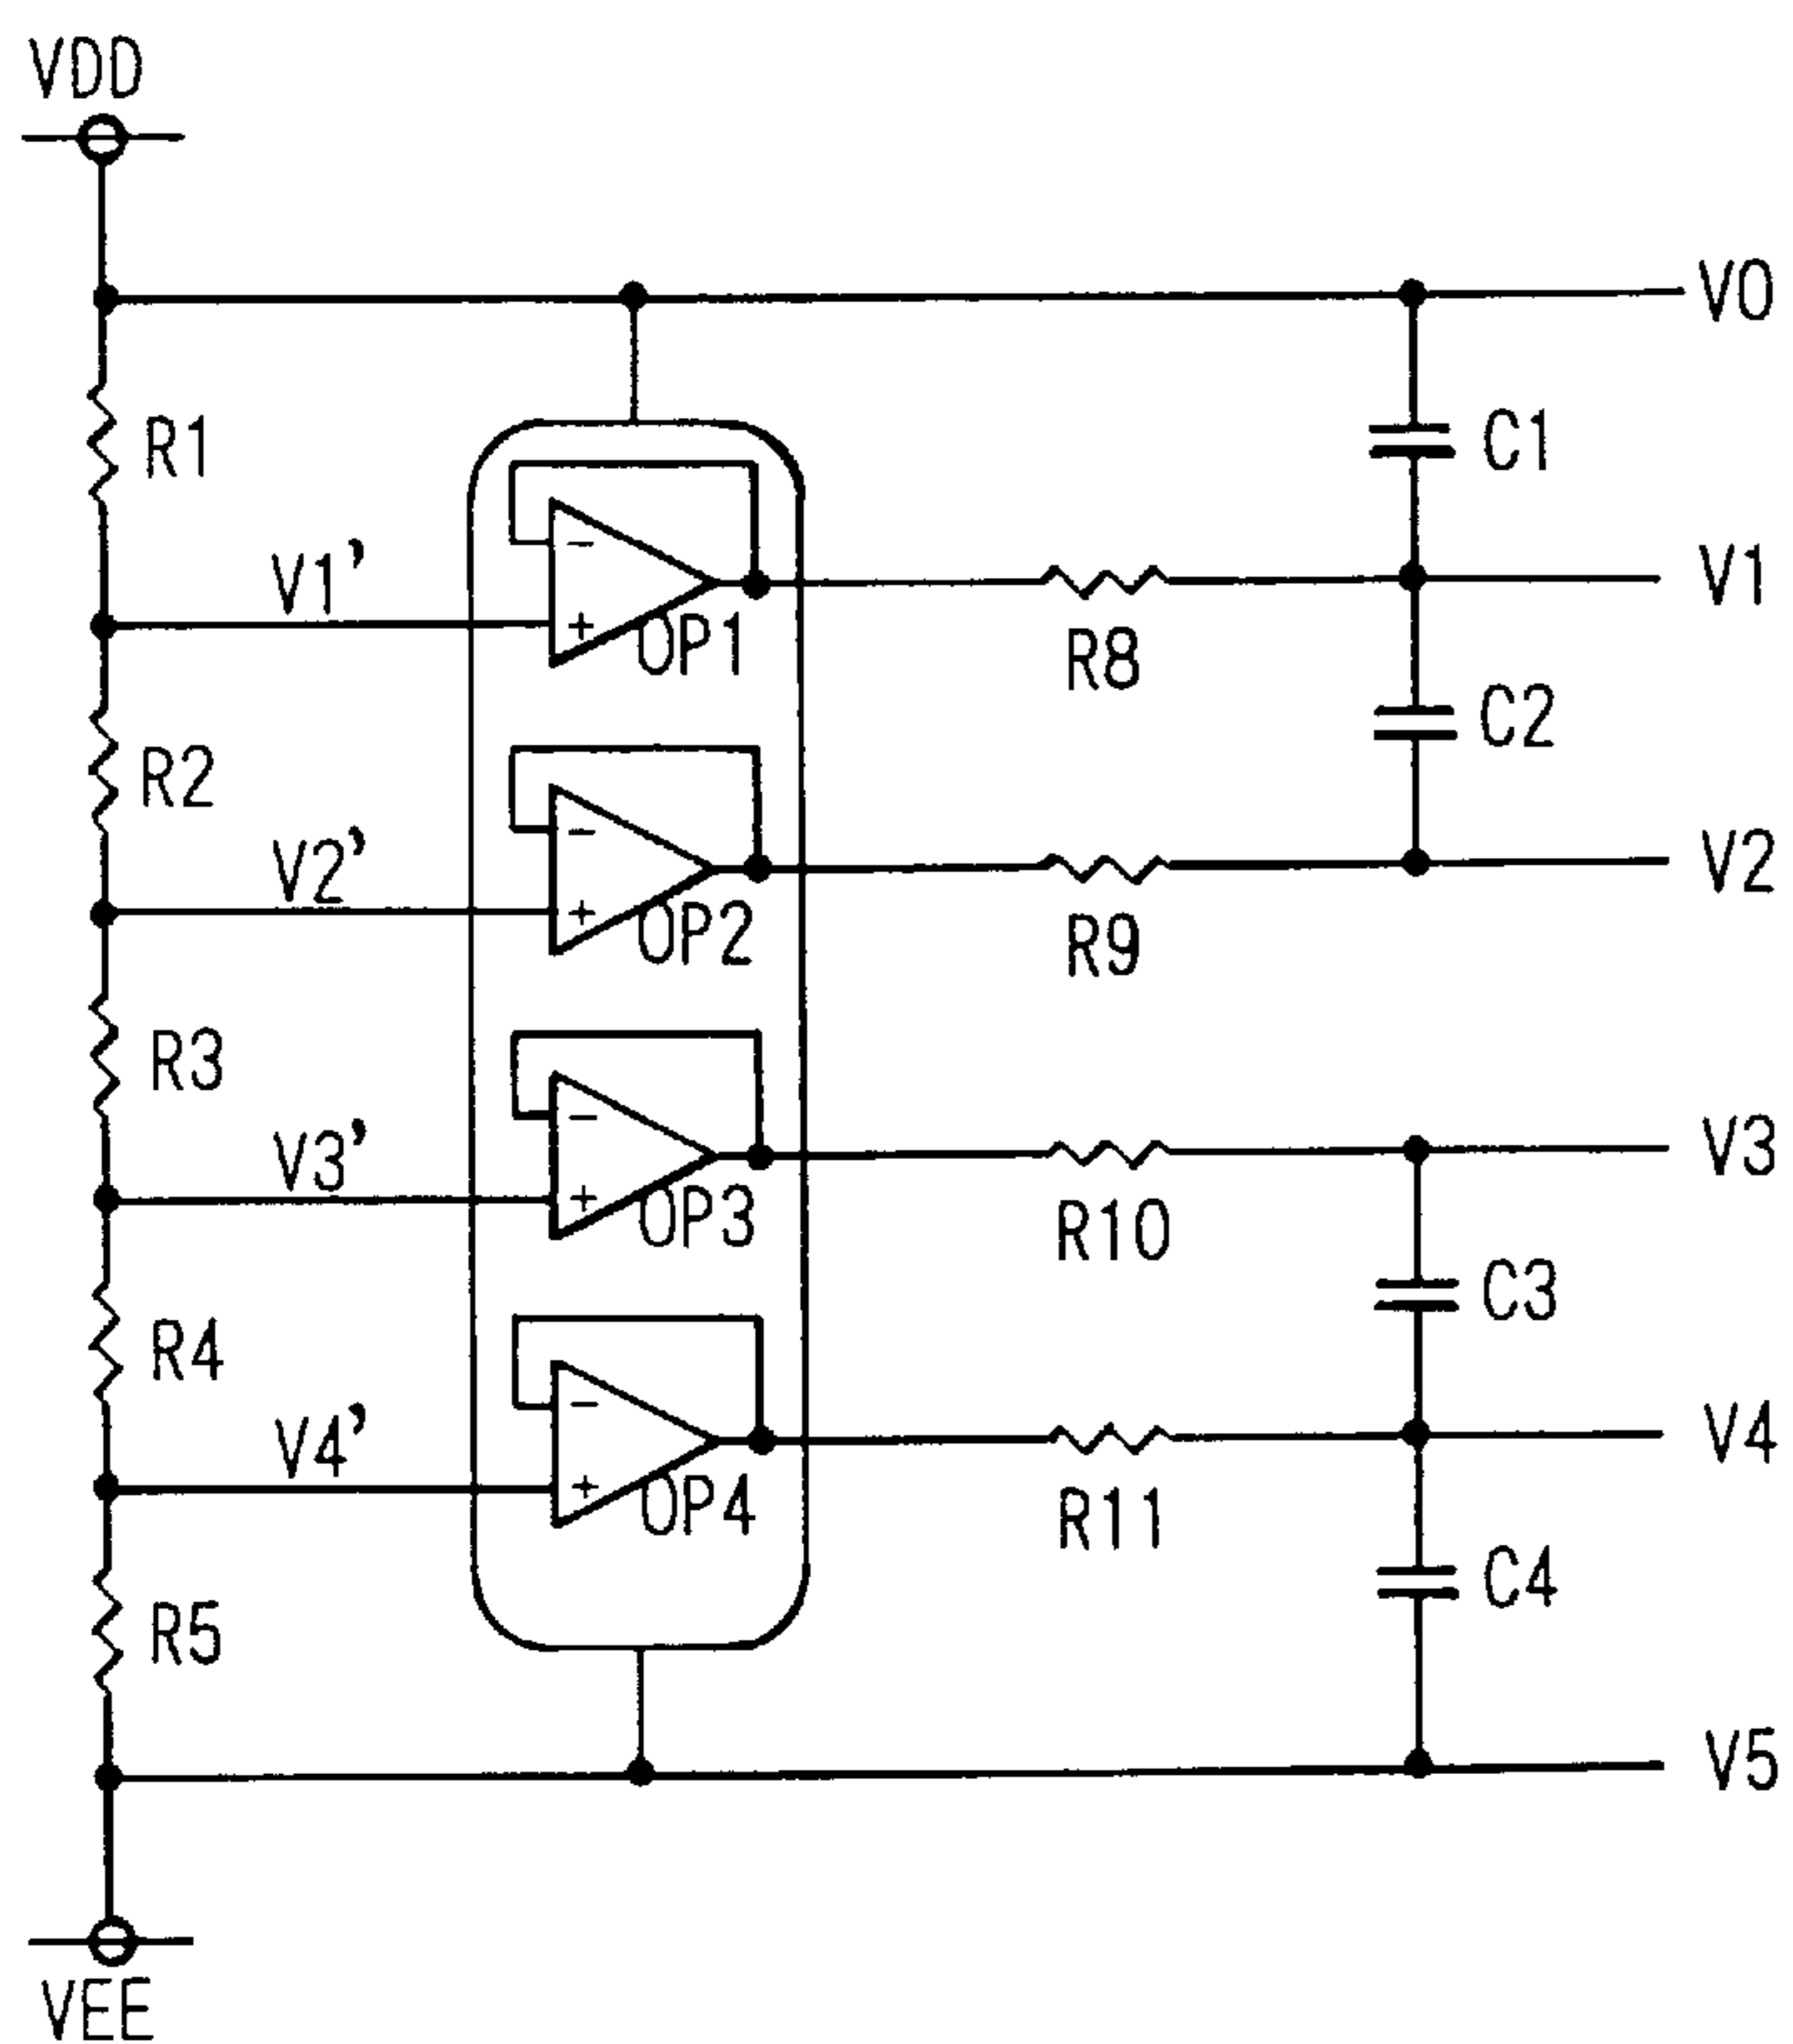 VDD
V0
R1
C1
V1'
-
+
OP1
R8
V1
C2
R2
V2'
-
+
OP2
R9
V2
R3
V3'
-
+
OP3
R10
V3
C3
R4
V4'
-
+
OP4
R11
V4
C4
R5
V5
VEE